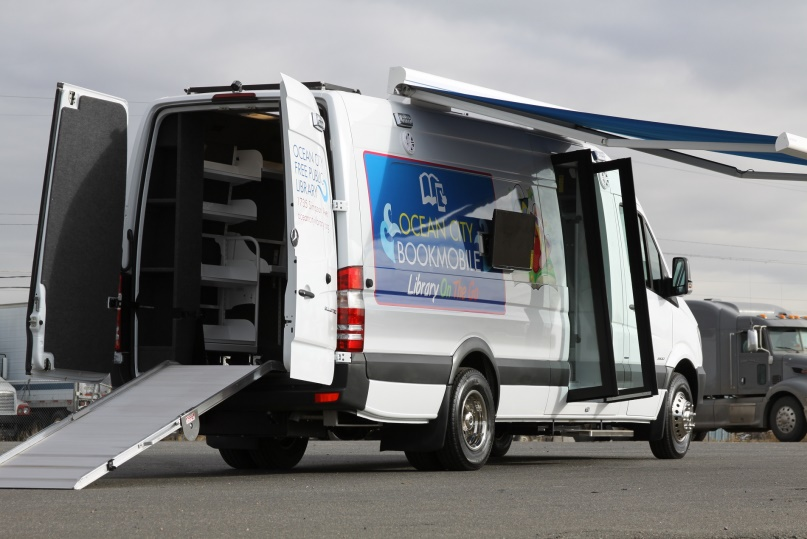 OCEAN CITY
FREE PUBLIC
LIBRARY
OCEAN CITY
BOOKMOBILE
Library On The Go